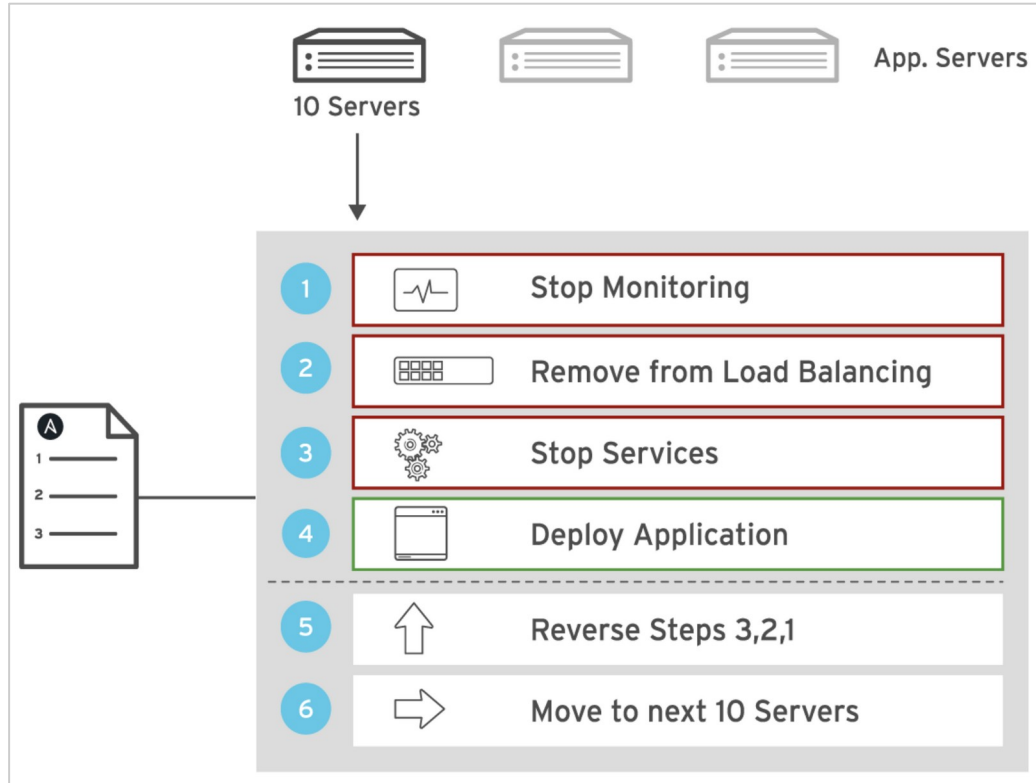 App. Servers
10 Servers
1 Stop Monitoring
2 Remove from Load Balancing
3 Stop Services
A
1
2
3
4 Deploy Application
5 Reverse Steps 3,2,1
6 Move to next 10 Servers